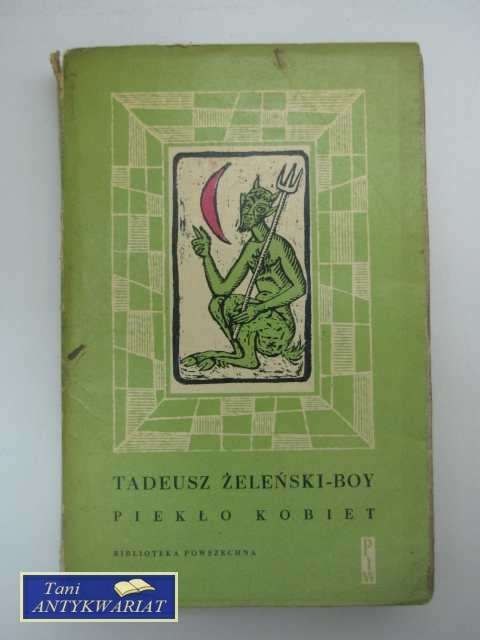 TADEUSZ ŻELEŃSKI-BOY
PIEKŁO KOBIET
BIBLIOTEKA POWSZECHNA
PIW
Tani
ANTYKWARIAT